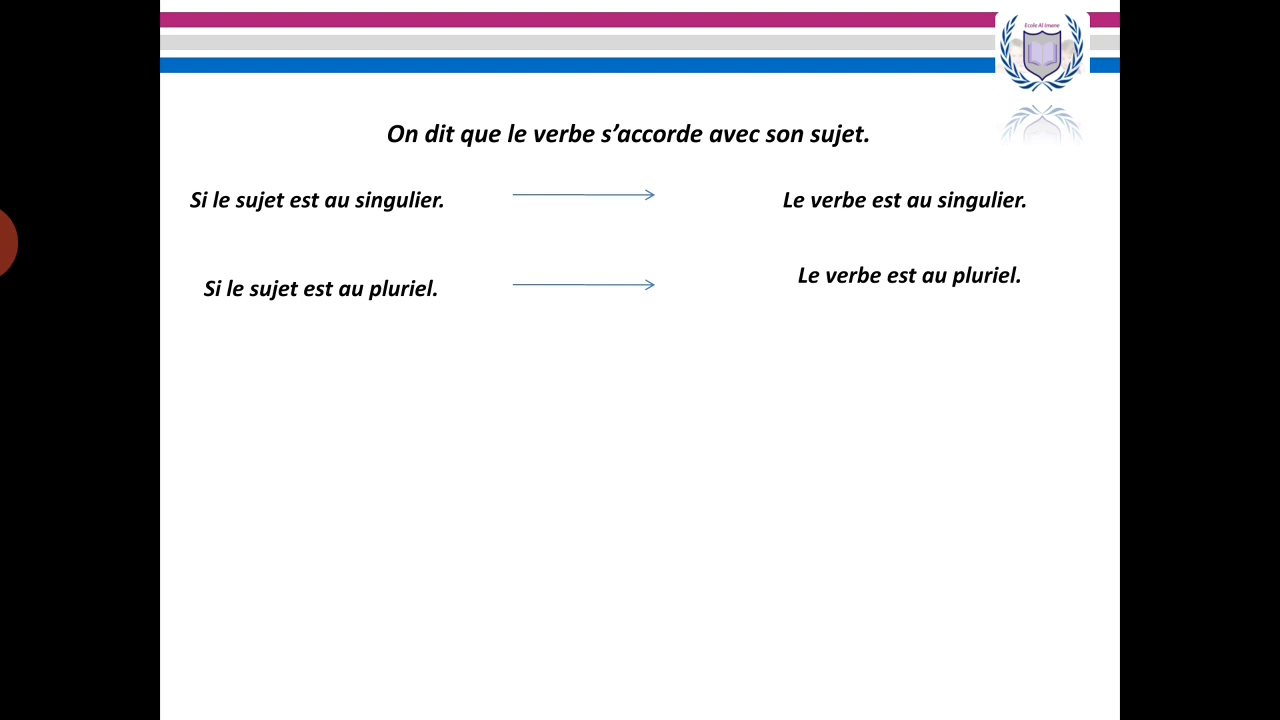 Ecole Al Imane
On dit que le verbe s’accorde avec son sujet.
Si le sujet est au singulier. Le verbe est au singulier.
Si le sujet est au pluriel. Le verbe est au pluriel.